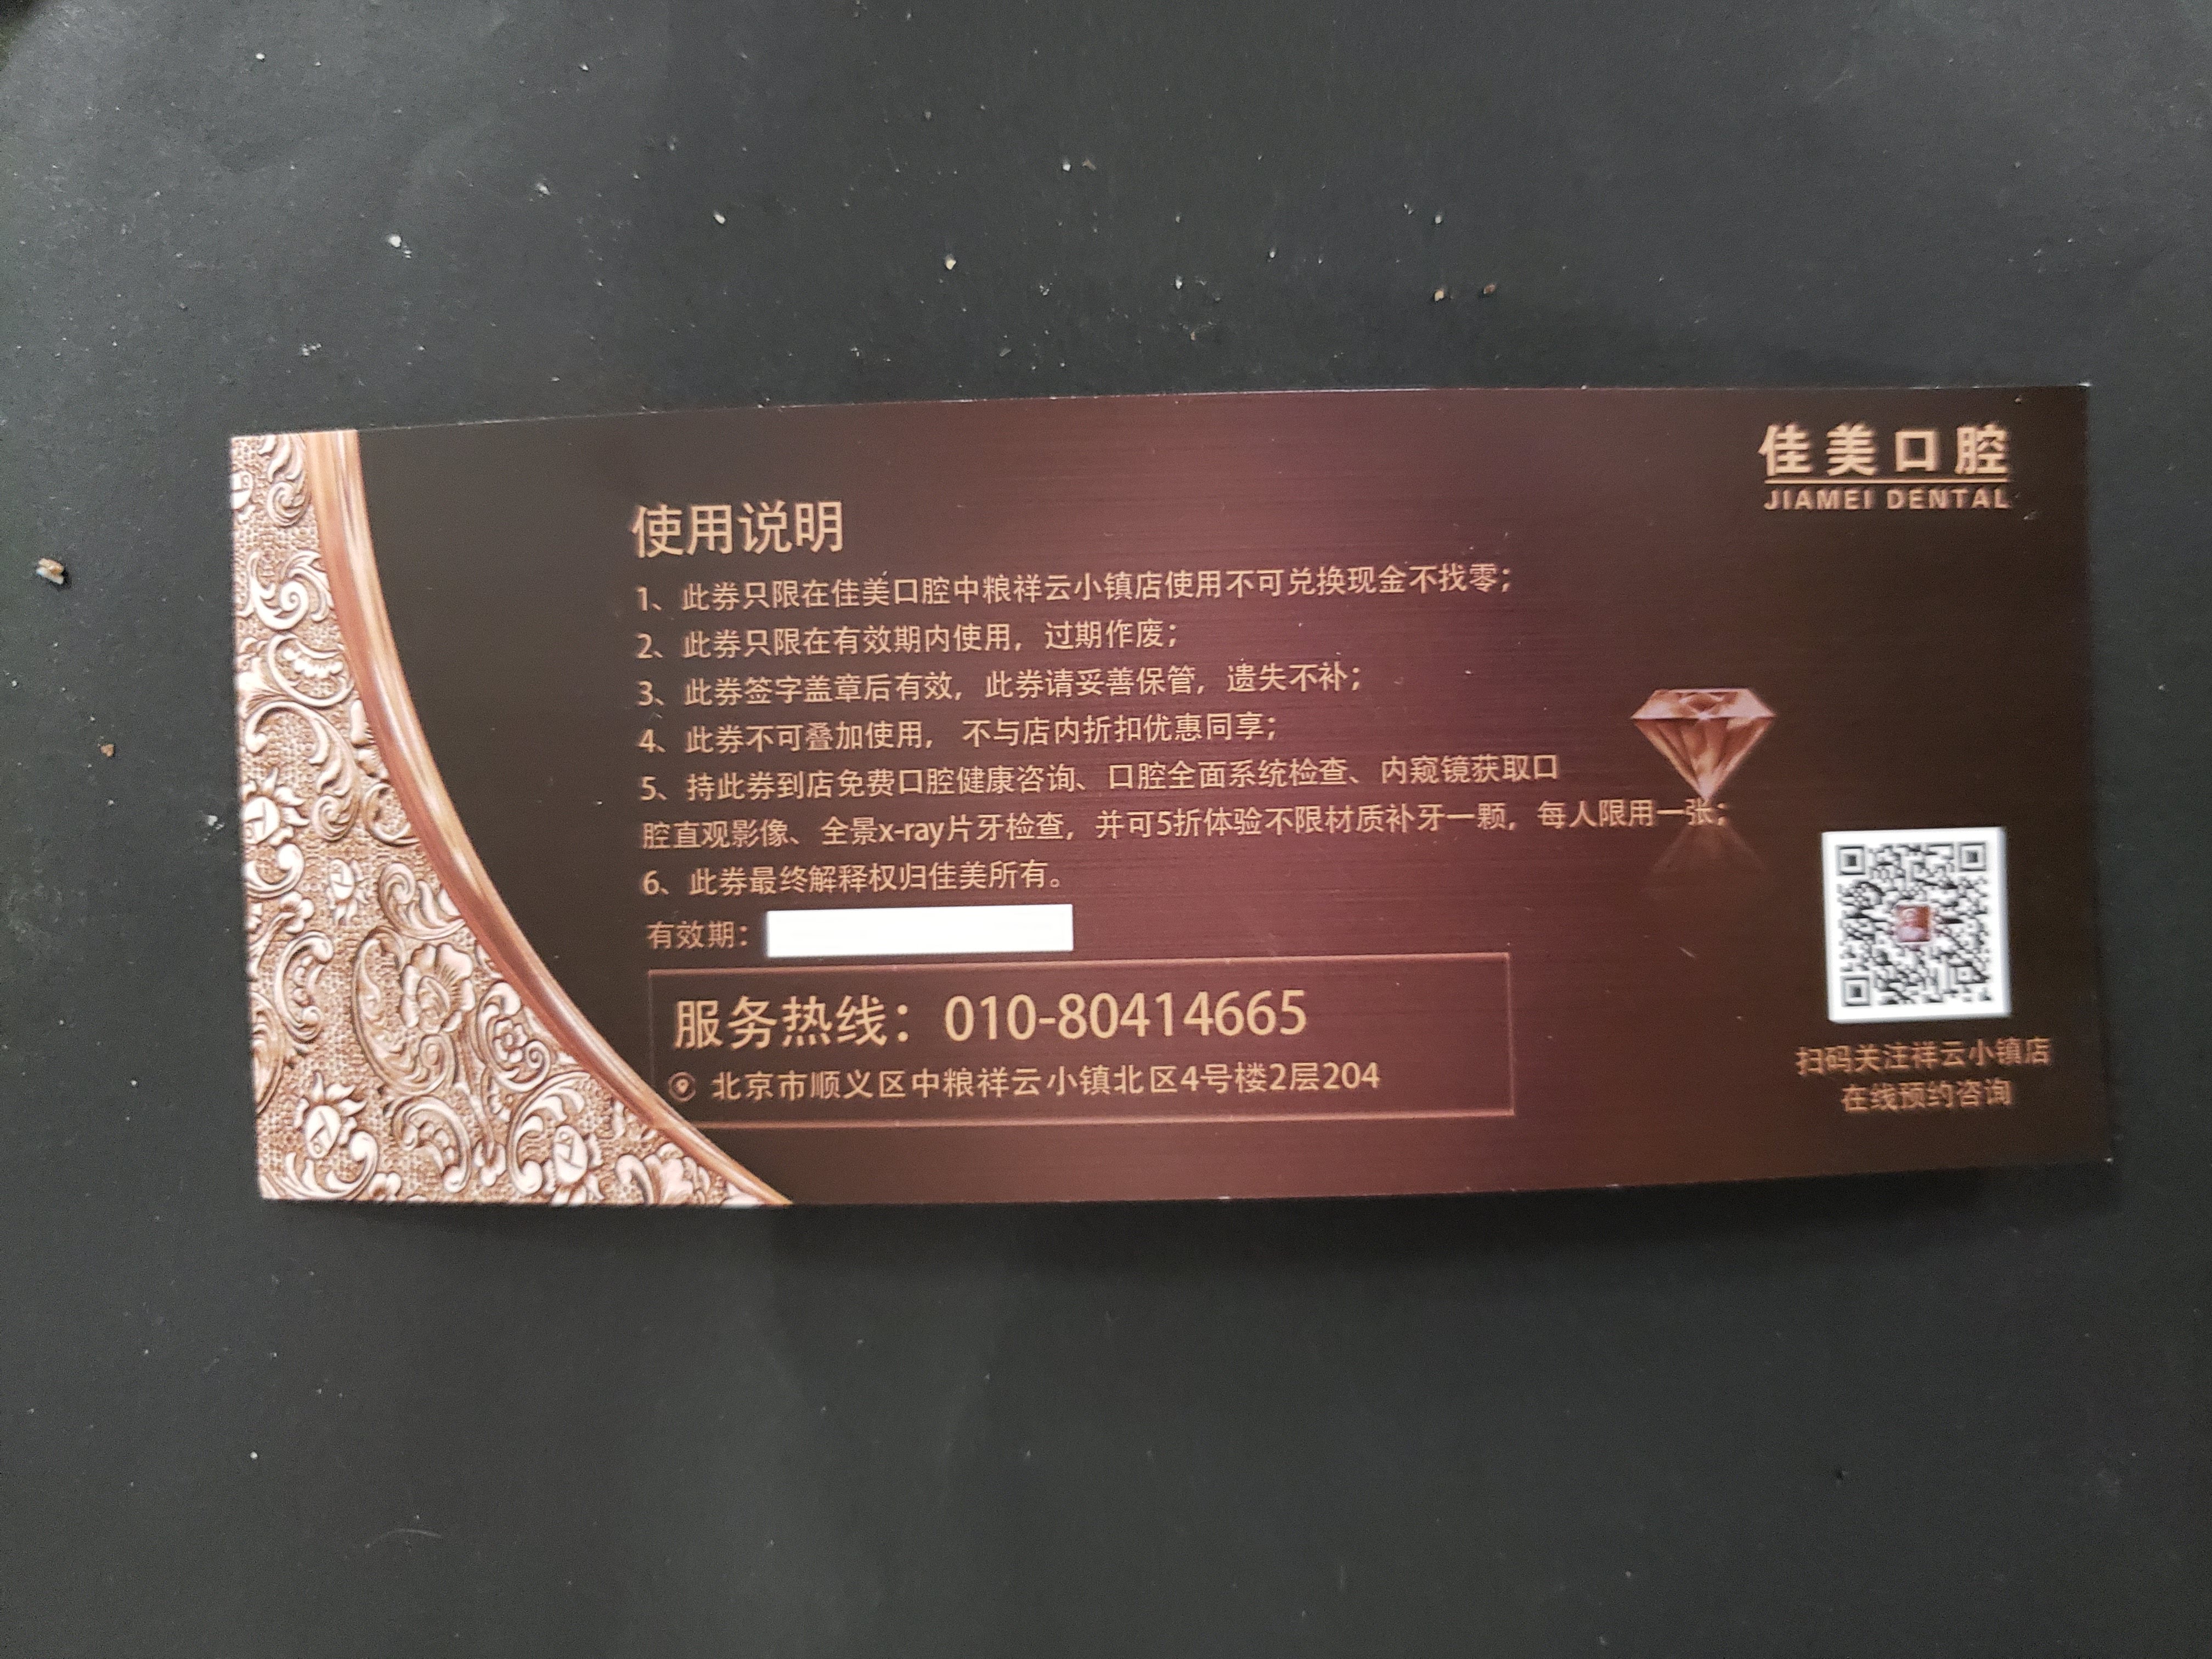 佳美口腔
JIAMEI DENTAL
使用说明
1、此券只限在佳美口腔中粮祥云小镇店使用不可兑换现金不找零；
2、此券只限在有效期内使用，过期作废；
3、此券签字盖章后有效，此券请妥善保管，遗失不补；
4、此券不可叠加使用， 不与店内折扣优惠同享；
5、持此券到店免费口腔健康咨询、口腔全面系统检查、内窥镜获取口
腔直观影像、全景x-ray片牙检查，并可5折体验不限材质补牙一颗，每人限用一张；
6、此券最终解释权归佳美所有。
有效期：
服务热线：010-80414665
北京市顺义区中粮祥云小镇北区4号楼2层204
扫码关注祥云小镇店
在线预约咨询